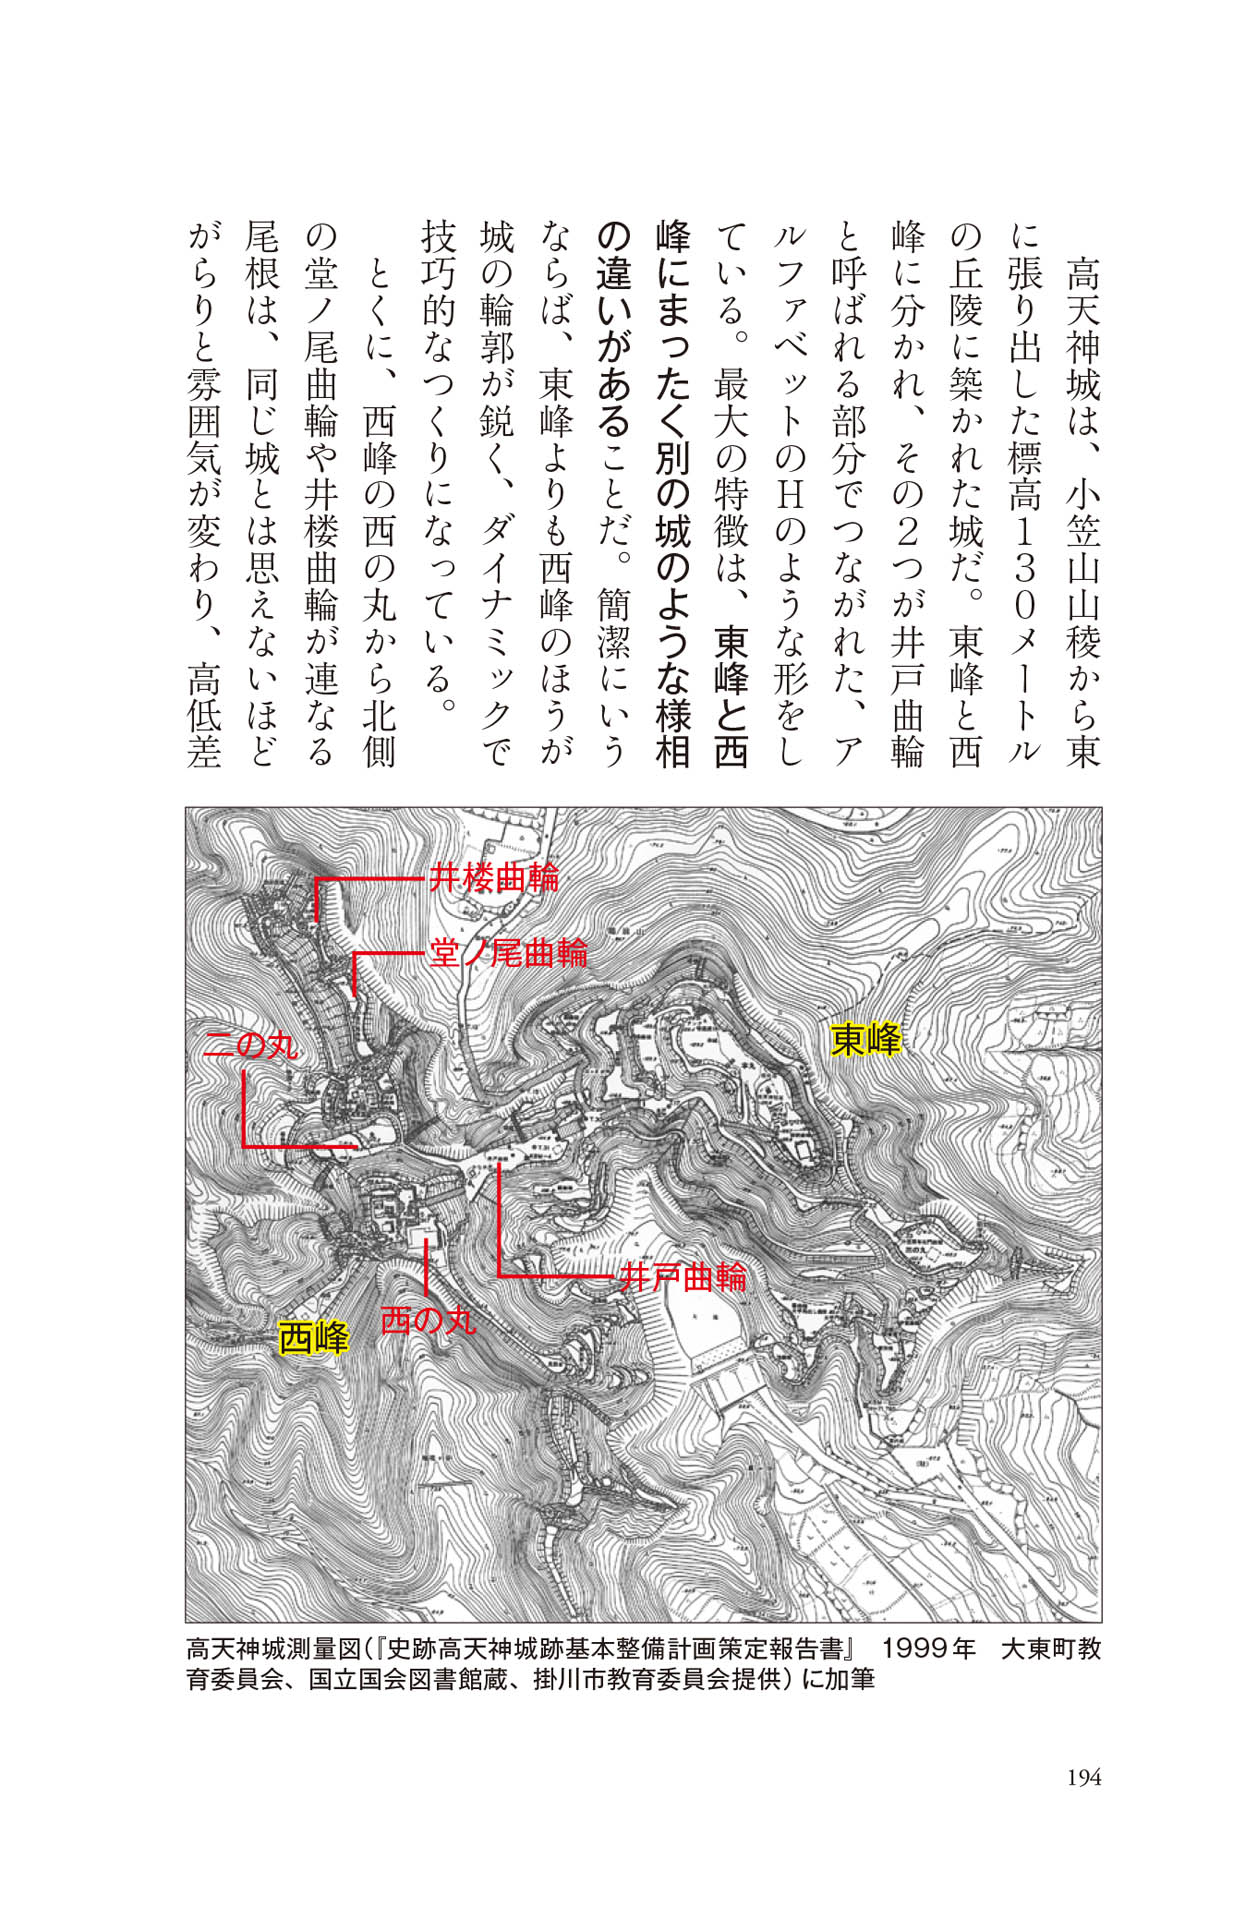 高天神城は、小笠山山稜から東
に張り出した標高130メートル
の丘陵に築かれた城だ。東峰と西
峰に分かれ、その2つが井戸曲輪
と呼ばれる部分でつながれた、ア
ルファベットのHのような形をし
ている。最大の特徴は、東峰と西
峰にまったく別の城のような様相
の違いがあることだ。簡潔にいう
ならば、東峰よりも西峰のほうが
城の輪郭が鋭く、ダイナミックで
技巧的なつくりになっている。
とくに、西峰の西の丸から北側
の堂ノ尾曲輪や井楼曲輪が連なる
尾根は、同じ城とは思えないほど
がらりと雰囲気が変わり、高低差
井楼曲輪
堂ノ尾曲輪
二の丸
東峰
井戸曲輪
西の丸
西峰
高天神城測量図(『史跡高天神城跡基本整備計画策定報告書』 1999年 大東町教
育委員会、国立国会図書館蔵、掛川市教育委員会提供)に加筆
194